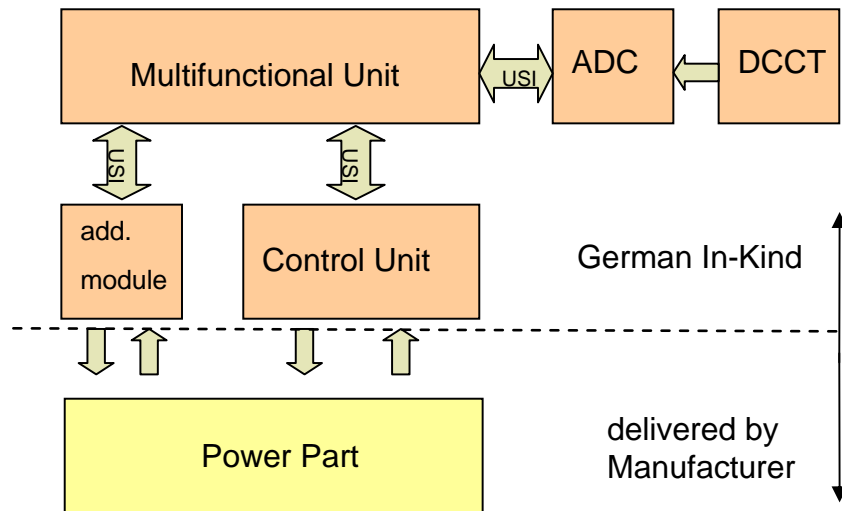 Multifunctional Unit
USI
ADC
DCCT
USI
USI
add.
module
Control Unit
German In-Kind
Power Part
delivered by
Manufacturer